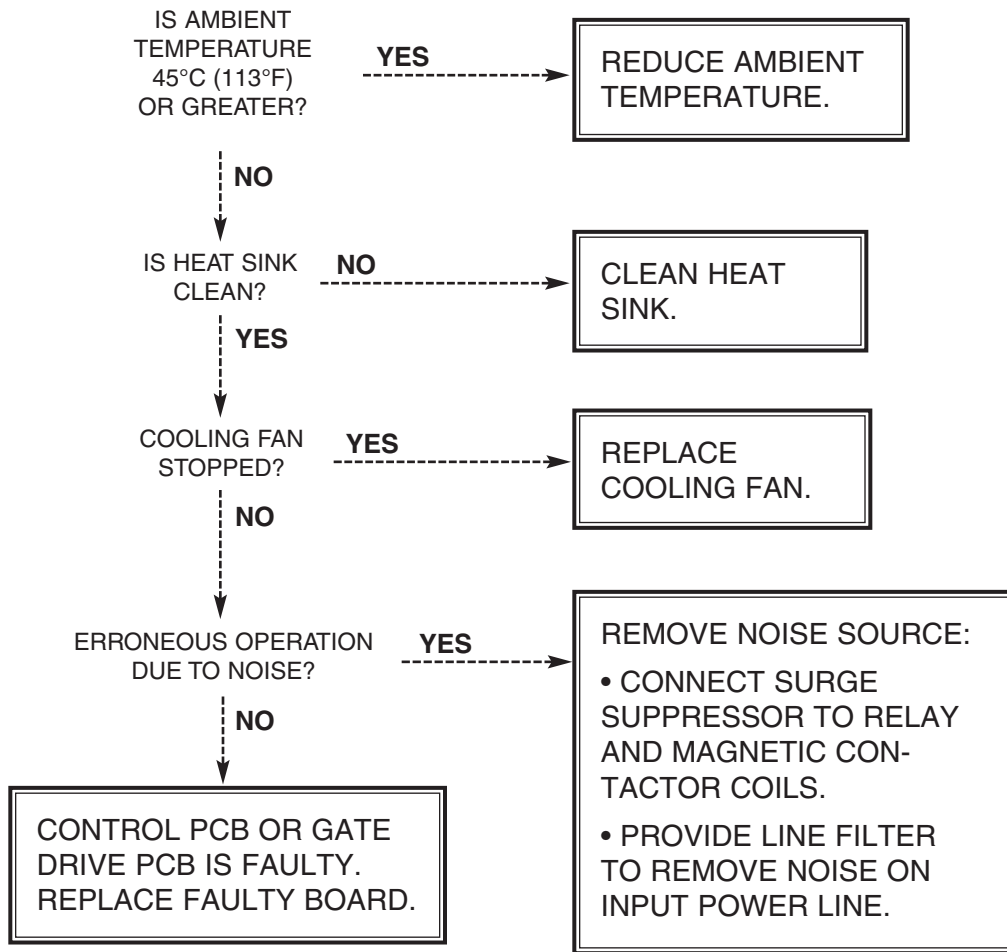 IS AMBIENT
TEMPERATURE
45°C (113°F)
OR GREATER?
YES
REDUCE AMBIENT
TEMPERATURE.
NO
IS HEAT SINK
CLEAN?
NO
CLEAN HEAT
SINK.
YES
COOLING FAN
STOPPED?
YES
REPLACE
COOLING FAN.
NO
ERRONEOUS OPERATION
DUE TO NOISE?
YES
REMOVE NOISE SOURCE:
• CONNECT SURGE
SUPPRESSOR TO RELAY
AND MAGNETIC CON-
TACTOR COILS.
• PROVIDE LINE FILTER
TO REMOVE NOISE ON
INPUT POWER LINE.
NO
CONTROL PCB OR GATE
DRIVE PCB IS FAULTY.
REPLACE FAULTY BOARD.